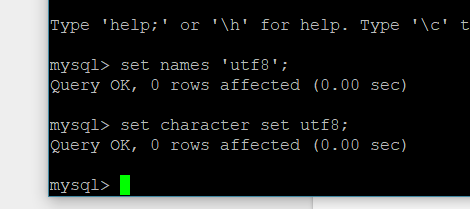 Type 'help;' or '\h' for help. Type '\c' t
mysql> set names 'utf8';
Query OK, 0 rows affected (0.00 sec)
mysql> set character set utf8;
Query OK, 0 rows affected (0.00 sec)
mysql>